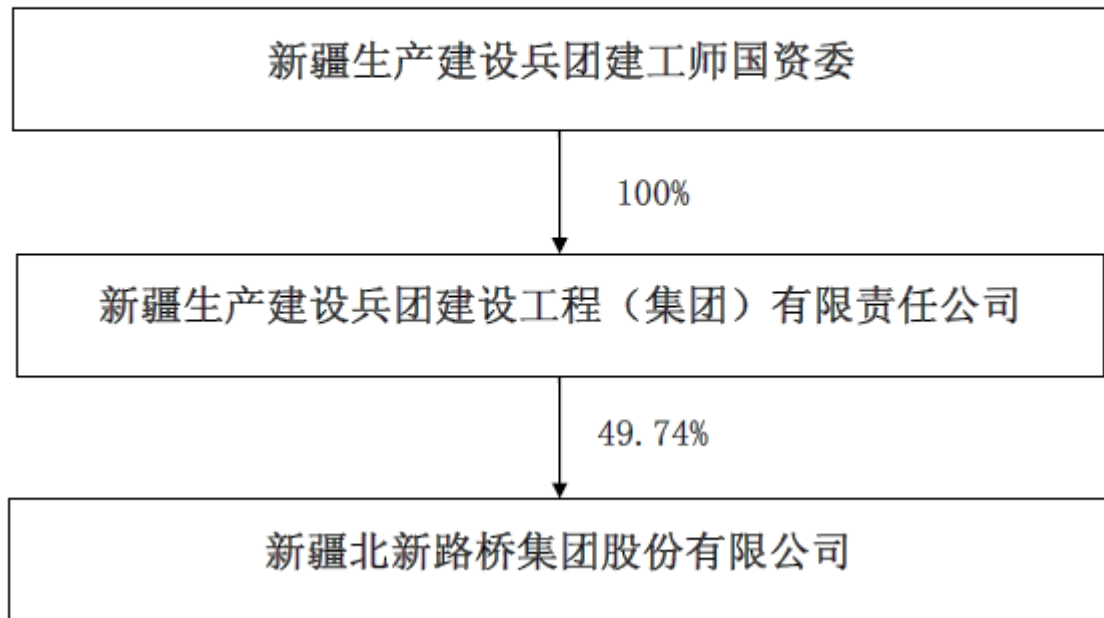 新疆生产建设兵团建工师国资委
100%
新疆生产建设兵团建设工程（集团）有限责任公司
49.74%
新疆北新路桥集团股份有限公司